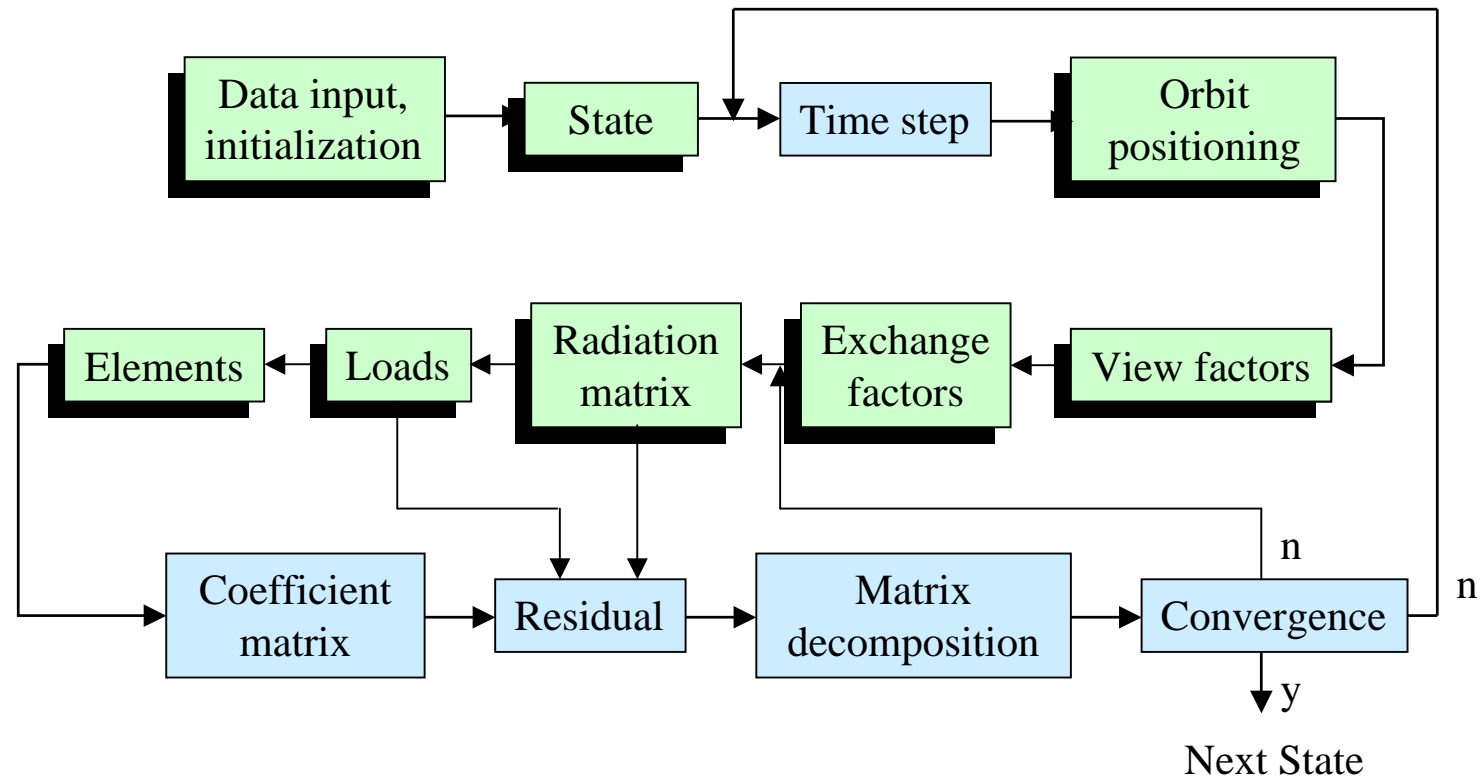 Data input,
initialization
State
Time step
Orbit
positioning
Elements
Loads
Radiation
matrix
Exchange
factors
View factors
Coefficient
matrix
Residual
Matrix
decomposition
Convergence
n
n
y
Next State